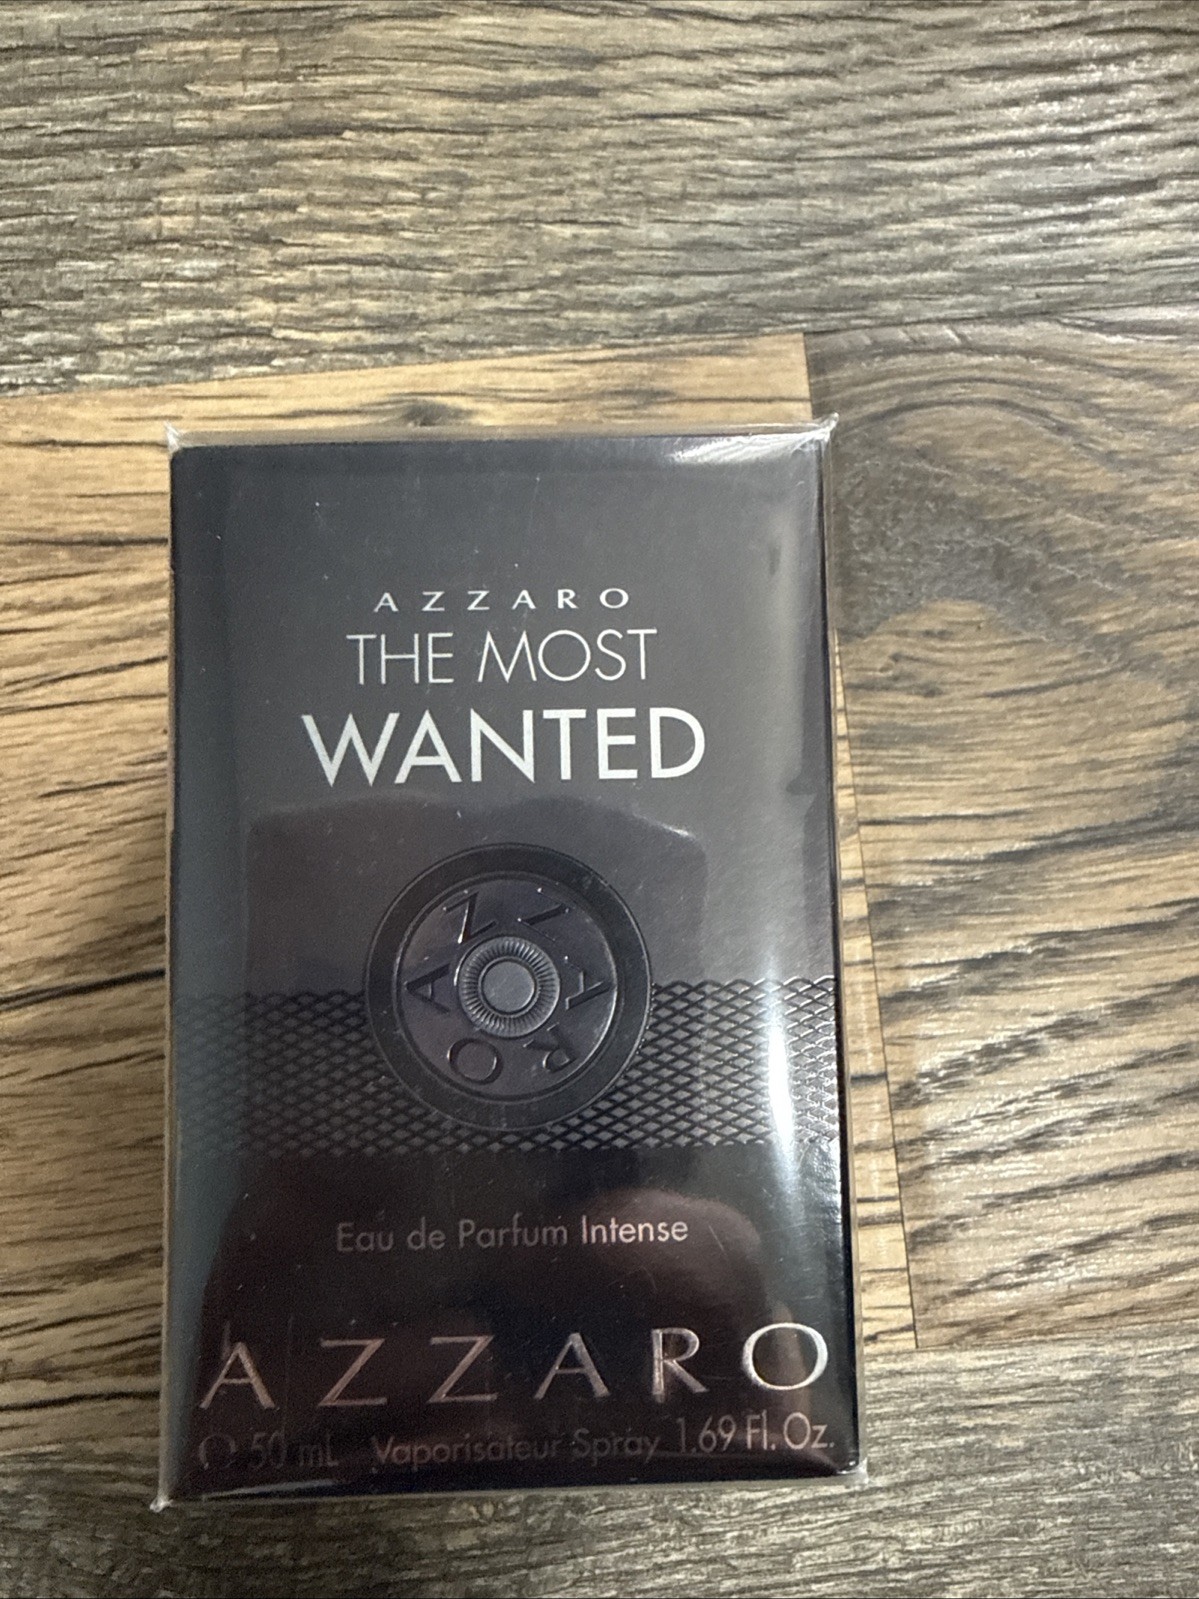 AZZARO
THE MOST
WANTED
AZZARO
Eau de Parfum Intense
AZZARO
℮ 50 mL Vaporisateur Spray 1.69 Fl. Oz.